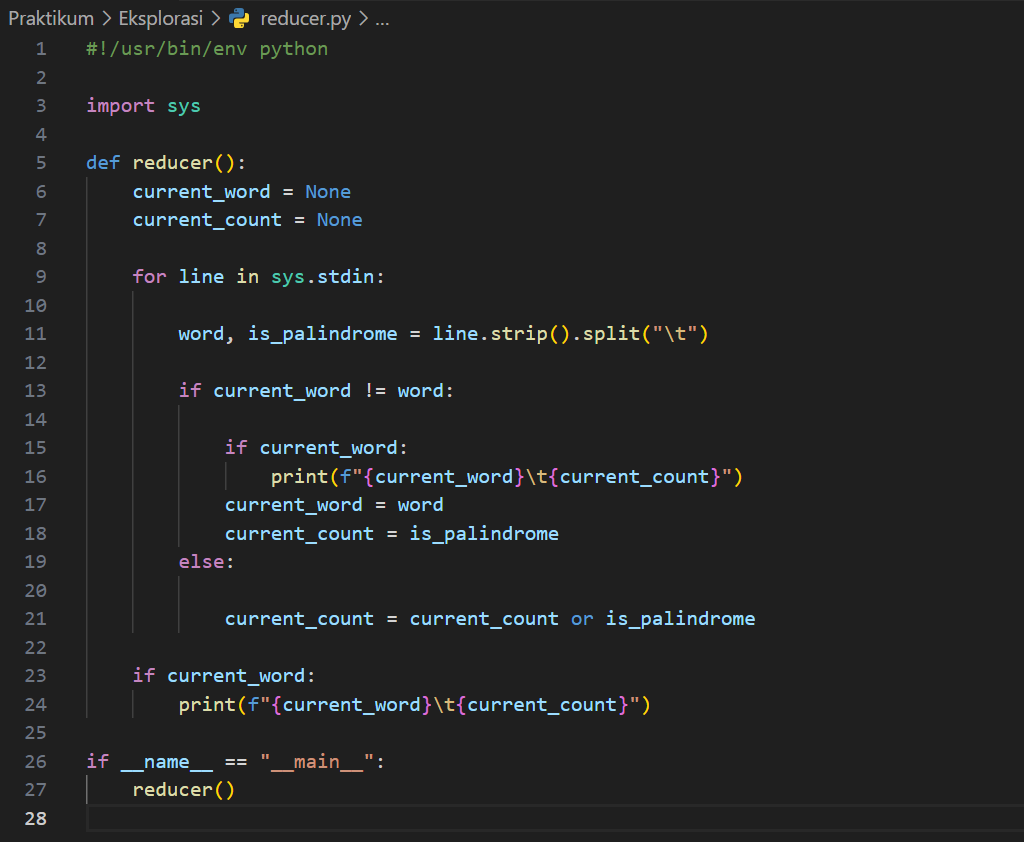 Praktikum > Eksplorasi > reducer.py > ...
1 #!/usr/bin/env python
2
3 import sys
4
5 def reducer():
6     current_word = None
7     current_count = None
8
9     for line in sys.stdin:
10
11         word, is_palindrome = line.strip().split("\t")
12
13         if current_word != word:
14
15             if current_word:
16                 print(f"{current_word}\t{current_count}")
17             current_word = word
18             current_count = is_palindrome
19         else:
20
21             current_count = current_count or is_palindrome
22
23     if current_word:
24         print(f"{current_word}\t{current_count}")
25
26 if __name__ == "__main__":
27     reducer()
28